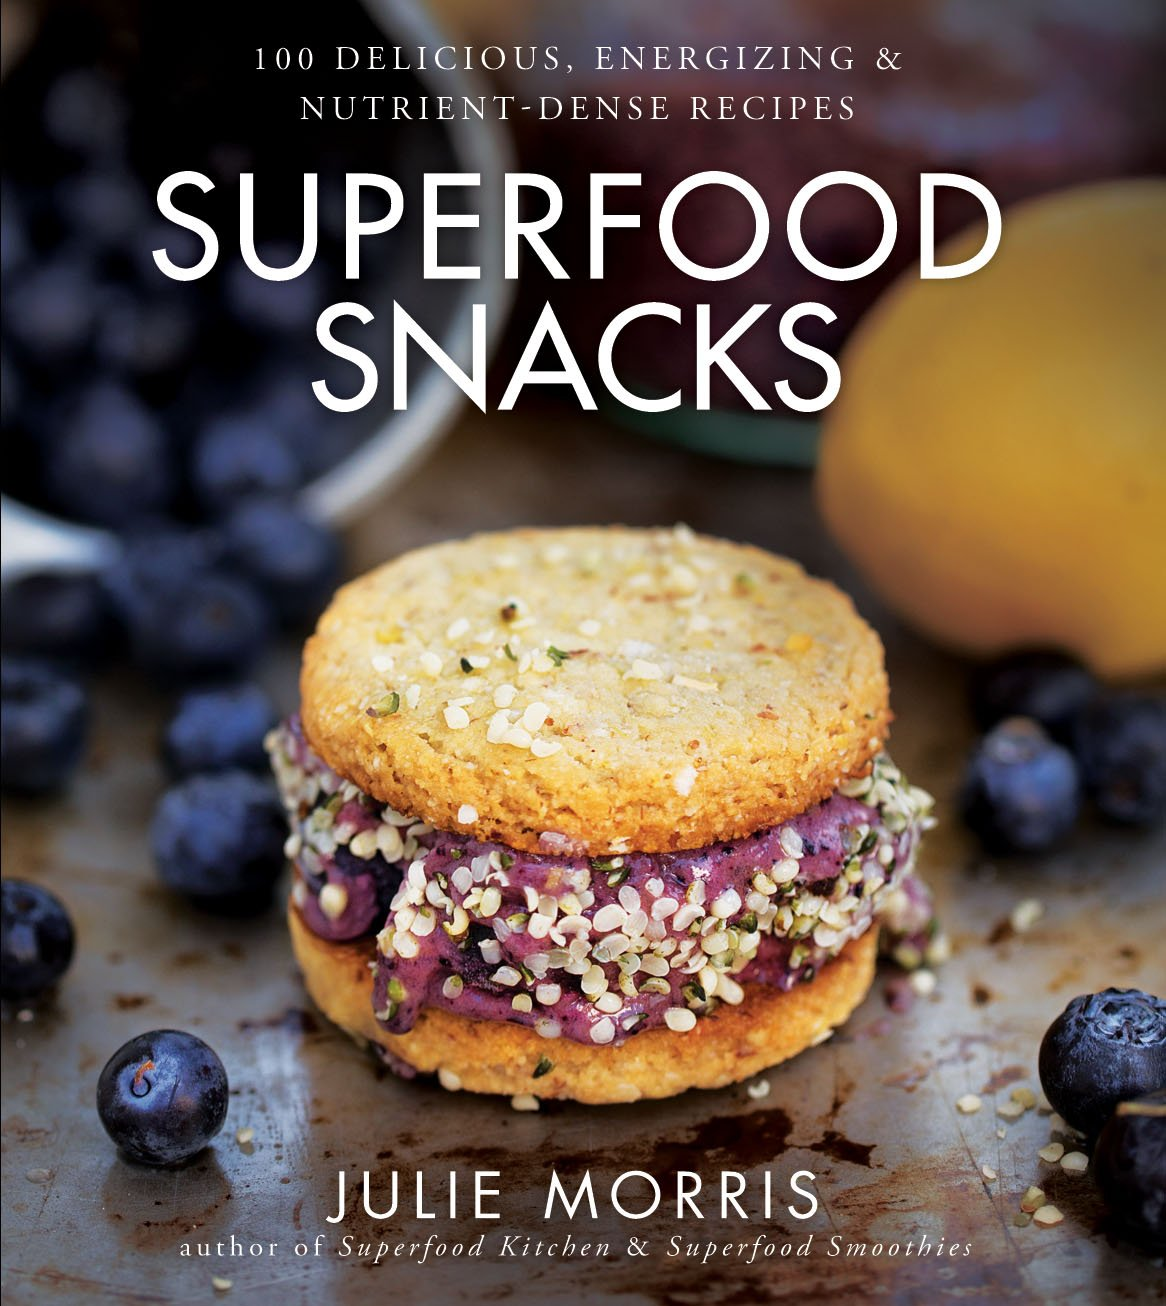 100 DELICIOUS, ENERGIZING &
NUTRIENT-DENSE RECIPES
SUPERFOOD
SNACKS
JULIE MORRIS
author of Superfood Kitchen & Superfood Smoothies